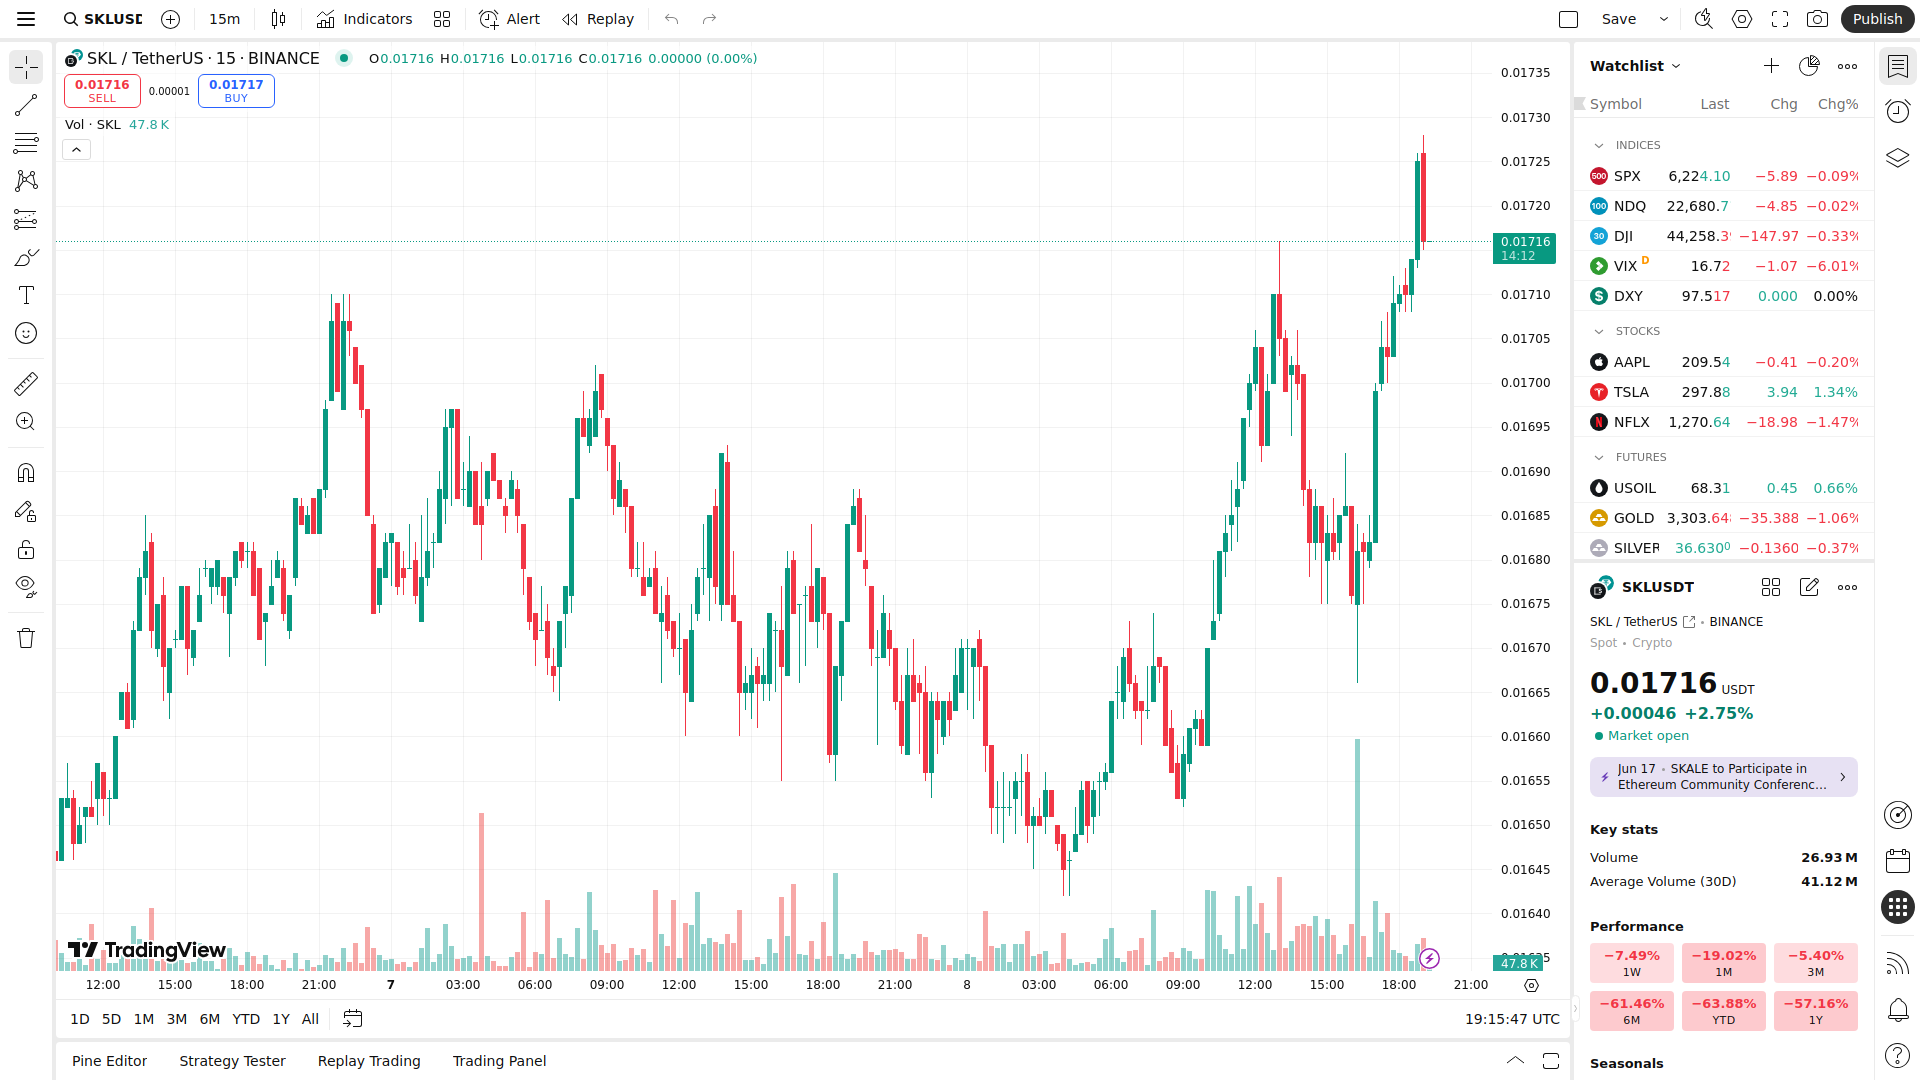 SKLUSD 15m Indicators Alert Replay Save Publish
SKL / TetherUS · 15 · BINANCE O0.01716 H0.01716 L0.01716 C0.01716 0.00000 (0.00%)
0.01716 SELL 0.00001 0.01717 BUY
Vol · SKL 47.8 K
0.01735
0.01730
0.01725
0.01720
0.01716
14:12
0.01710
0.01705
0.01700
0.01695
0.01690
0.01685
0.01680
0.01675
0.01670
0.01665
0.01660
0.01655
0.01650
0.01645
0.01640
47.8 K
TradingView
12:00 15:00 18:00 21:00 7 03:00 06:00 09:00 12:00 15:00 18:00 21:00 8 03:00 06:00 09:00 12:00 15:00 18:00 21:00
1D 5D 1M 3M 6M YTD 1Y All 19:15:47 UTC
Pine Editor Strategy Tester Replay Trading Trading Panel
Watchlist
Symbol Last Chg Chg%
INDICES
500 SPX 6,224.10 −5.89 −0.09%
100 NDQ 22,680.7 −4.85 −0.02%
30 DJI 44,258.3 −147.97 −0.33%
VIX D 16.72 −1.07 −6.01%
DXY 97.517 0.000 0.00%
STOCKS
AAPL 209.54 −0.41 −0.20%
TSLA 297.88 3.94 1.34%
NFLX 1,270.64 −18.98 −1.47%
FUTURES
USOIL 68.31 0.45 0.66%
GOLD 3,303.64 −35.388 −1.06%
SILVER 36.6300 −0.1360 −0.37%
SKLUSDT
SKL / TetherUS • BINANCE
Spot • Crypto
0.01716 USDT
+0.00046 +2.75%
Market open
Jun 17 • SKALE to Participate in
Ethereum Community Conferenc...
Key stats
Volume 26.93 M
Average Volume (30D) 41.12 M
Performance
−7.49% −19.02% −5.40%
1W 1M 3M
−61.46% −63.88% −57.16%
6M YTD 1Y
Seasonals